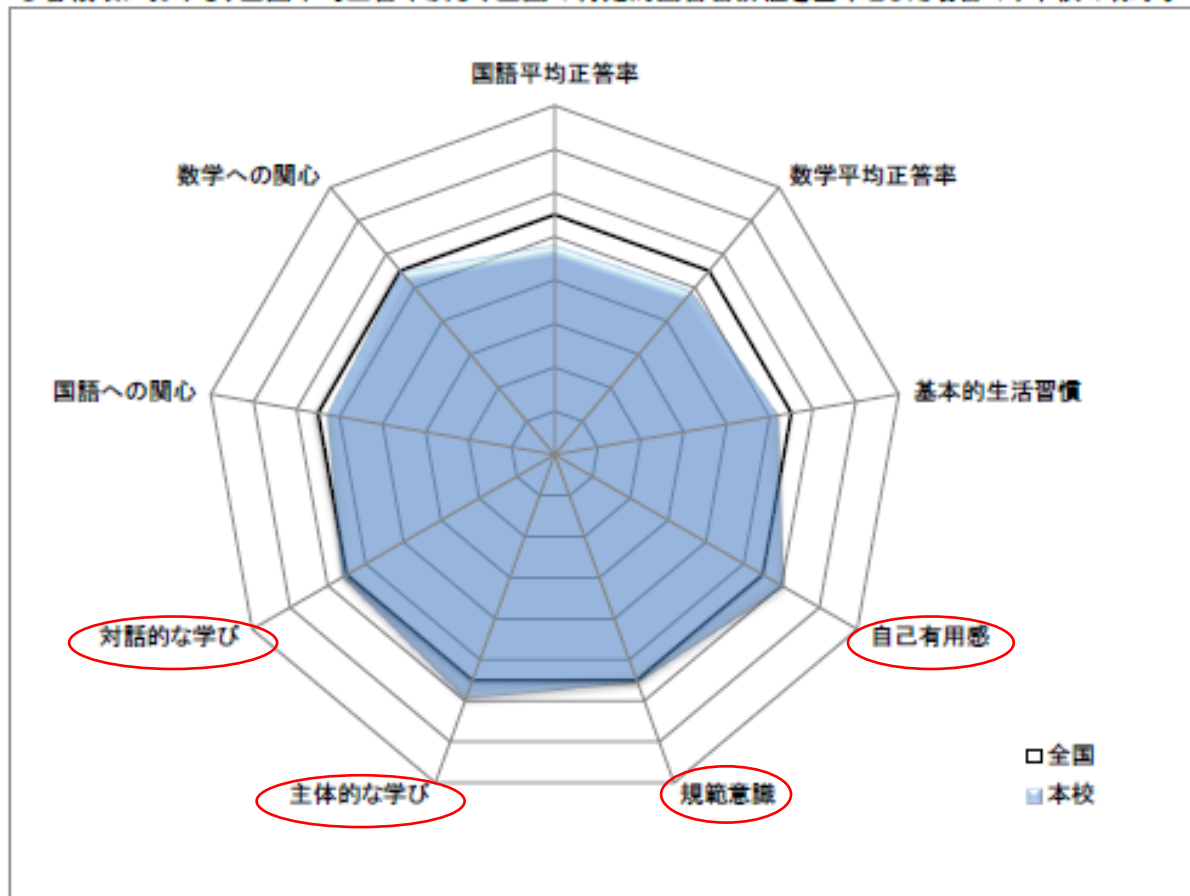 国語平均正答率
数学への関心
数学平均正答率
国語への関心
基本的生活習慣
対話的な学び
自己有用感
主体的な学び
規範意識
全国
本校